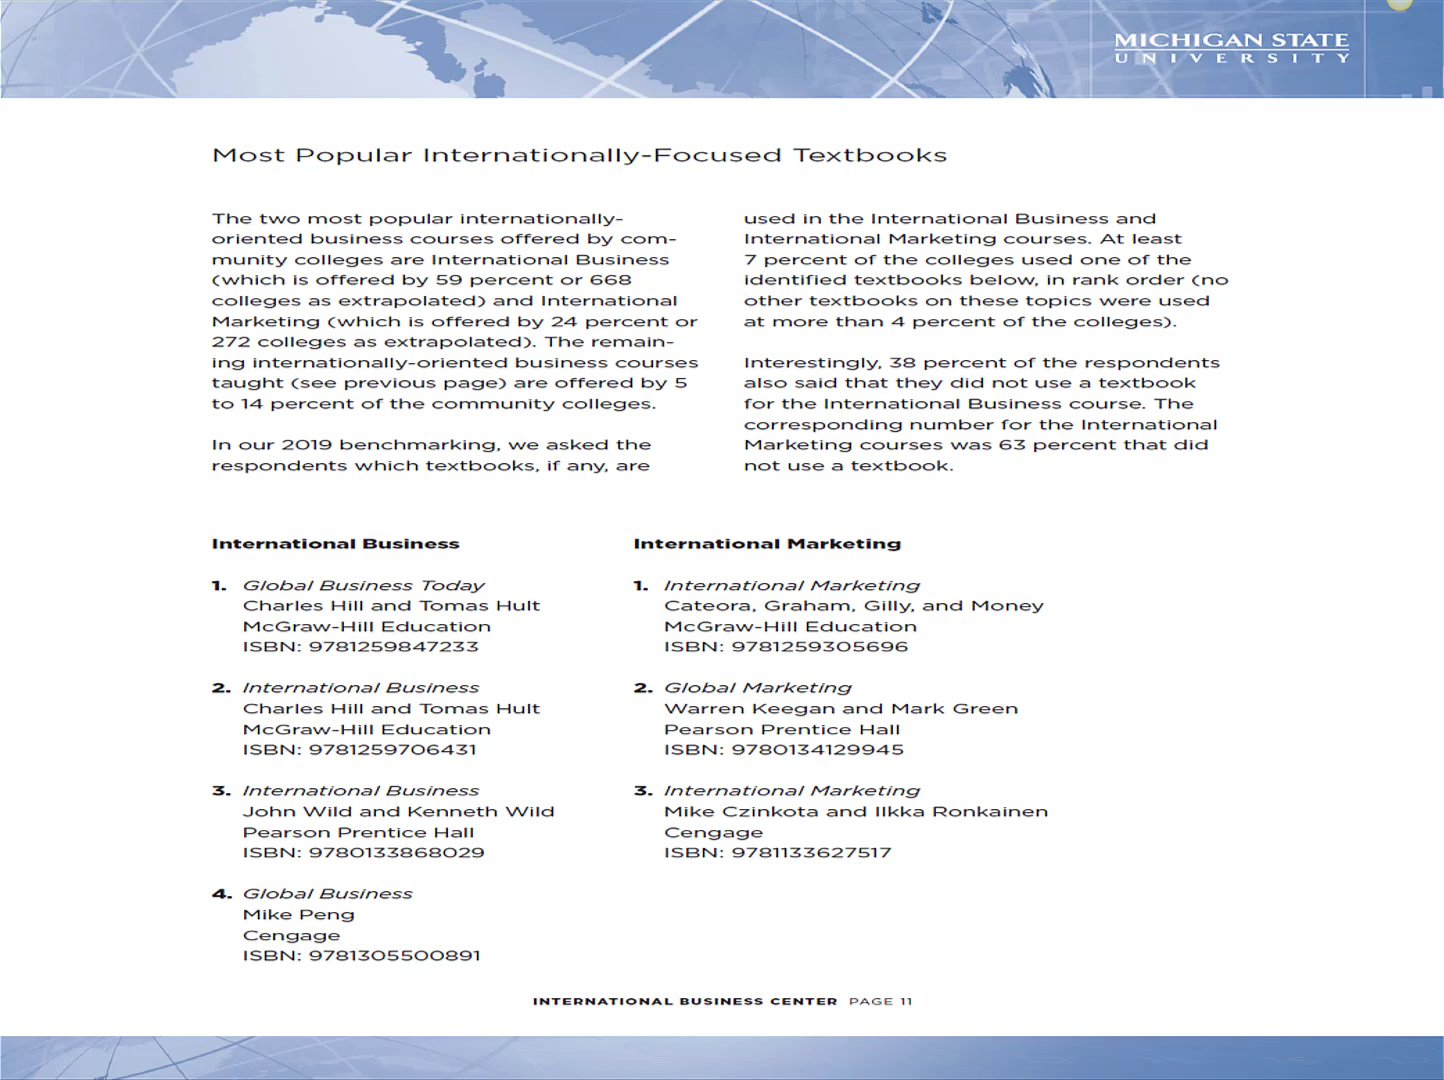 MICHIGAN STATE
UNIVERSITY
Most Popular Internationally-Focused Textbooks
The two most popular internationally-
oriented business courses offered by com-
munity colleges are International Business
(which is offered by 59 percent or 668
colleges as extrapolated) and International
Marketing (which is offered by 24 percent or
272 colleges as extrapolated). The remain-
ing internationally-oriented business courses
taught (see previous page) are offered by 5
to 14 percent of the community colleges.
In our 2019 benchmarking, we asked the
respondents which textbooks, if any, are
used in the International Business and
International Marketing courses. At least
7 percent of the colleges used one of the
identified textbooks below, in rank order (no
other textbooks on these topics were used
at more than 4 percent of the colleges).
Interestingly, 38 percent of the respondents
also said that they did not use a textbook
for the International Business course. The
corresponding number for the International
Marketing courses was 63 percent that did
not use a textbook.
International Business
1. Global Business Today
Charles Hill and Tomas Hult
McGraw-Hill Education
ISBN: 9781259847233
2. International Business
Charles Hill and Tomas Hult
McGraw-Hill Education
ISBN: 9781259706431
3. International Business
John Wild and Kenneth Wild
Pearson Prentice Hall
ISBN: 9780133868029
4. Global Business
Mike Peng
Cengage
ISBN: 9781305500891
International Marketing
1. International Marketing
Cateora, Graham, Gilly, and Money
McGraw-Hill Education
ISBN: 9781259305696
2. Global Marketing
Warren Keegan and Mark Green
Pearson Prentice Hall
ISBN: 9780134129945
3. International Marketing
Mike Czinkota and Ilkka Ronkainen
Cengage
ISBN: 9781133627517
INTERNATIONAL BUSINESS CENTER PAGE 11